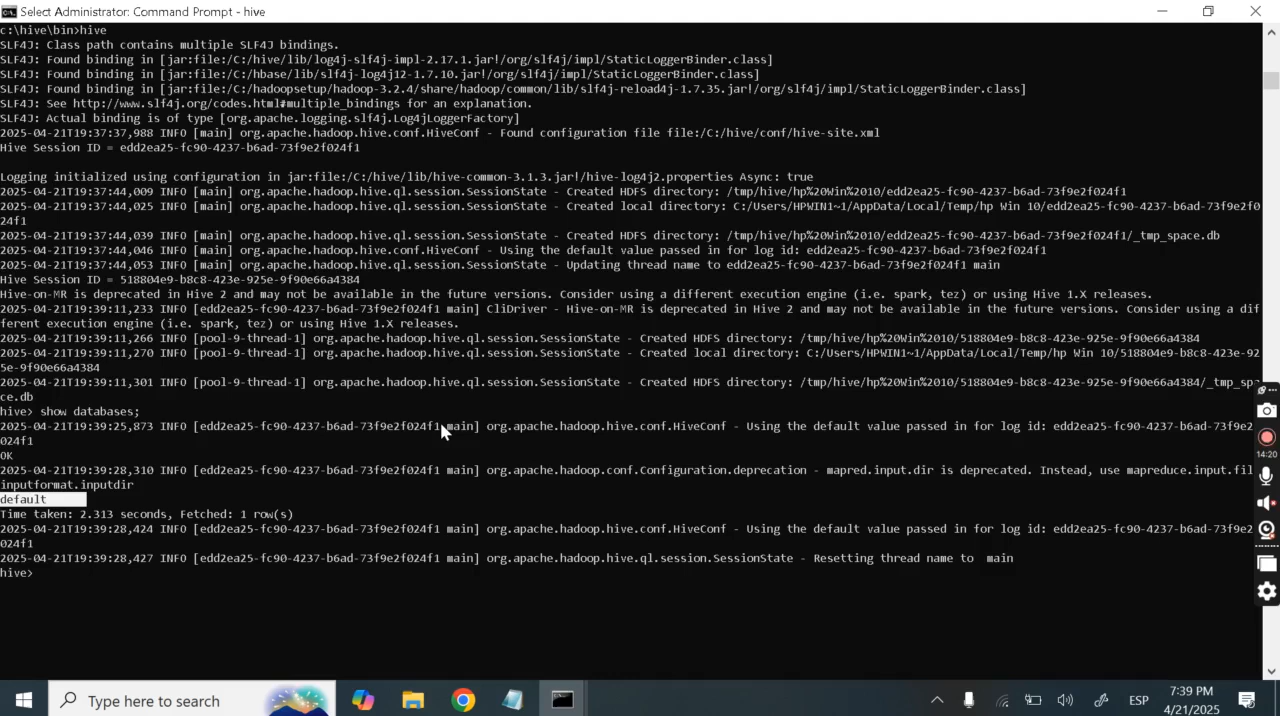 Select Administrator: Command Prompt - hive
c:\hive\bin>hive
SLF4J: Class path contains multiple SLF4J bindings.
SLF4J: Found binding in [jar:file:/C:/hive/lib/log4j-slf4j-impl-2.17.1.jar!/org/slf4j/impl/StaticLoggerBinder.class]
SLF4J: Found binding in [jar:file:/C:/hbase/lib/slf4j-log4j12-1.7.10.jar!/org/slf4j/impl/StaticLoggerBinder.class]
SLF4J: Found binding in [jar:file:/C:/hadoopsetup/hadoop-3.2.4/share/hadoop/common/lib/slf4j-reload4j-1.7.35.jar!/org/slf4j/impl/StaticLoggerBinder.class]
SLF4J: See http://www.slf4j.org/codes.html#multiple_bindings for an explanation.
SLF4J: Actual binding is of type [org.apache.logging.slf4j.Log4jLoggerFactory]
2025-04-21T19:37:37,988 INFO [main] org.apache.hadoop.hive.conf.HiveConf - Found configuration file file:/C:/hive/conf/hive-site.xml
Hive Session ID = edd2ea25-fc90-4237-b6ad-73f9e2f024f1
Logging initialized using configuration in jar:file:/C:/hive/lib/hive-common-3.1.3.jar!/hive-log4j2.properties Async: true
2025-04-21T19:37:44,009 INFO [main] org.apache.hadoop.hive.ql.session.SessionState - Created HDFS directory: /tmp/hive/hp%20Win%2010/edd2ea25-fc90-4237-b6ad-73f9e2f024f1
2025-04-21T19:37:44,025 INFO [main] org.apache.hadoop.hive.ql.session.SessionState - Created local directory: C:/Users/HPWIN1~1/AppData/Local/Temp/hp Win 10/edd2ea25-fc90-4237-b6ad-73f9e2f0
24f1
2025-04-21T19:37:44,039 INFO [main] org.apache.hadoop.hive.ql.session.SessionState - Created HDFS directory: /tmp/hive/hp%20Win%2010/edd2ea25-fc90-4237-b6ad-73f9e2f024f1/_tmp_space.db
2025-04-21T19:37:44,046 INFO [main] org.apache.hadoop.hive.conf.HiveConf - Using the default value passed in for log id: edd2ea25-fc90-4237-b6ad-73f9e2f024f1
2025-04-21T19:37:44,053 INFO [main] org.apache.hadoop.hive.ql.session.SessionState - Updating thread name to edd2ea25-fc90-4237-b6ad-73f9e2f024f1 main
Hive Session ID = 518804e9-b8c8-423e-925e-9f90e66a4384
Hive-on-MR is deprecated in Hive 2 and may not be available in the future versions. Consider using a different execution engine (i.e. spark, tez) or using Hive 1.X releases.
2025-04-21T19:39:11,233 INFO [edd2ea25-fc90-4237-b6ad-73f9e2f024f1 main] CliDriver - Hive-on-MR is deprecated in Hive 2 and may not be available in the future versions. Consider using a dif
ferent execution engine (i.e. spark, tez) or using Hive 1.X releases.
2025-04-21T19:39:11,266 INFO [pool-9-thread-1] org.apache.hadoop.hive.ql.session.SessionState - Created HDFS directory: /tmp/hive/hp%20Win%2010/518804e9-b8c8-423e-925e-9f90e66a4384
2025-04-21T19:39:11,270 INFO [pool-9-thread-1] org.apache.hadoop.hive.ql.session.SessionState - Created local directory: C:/Users/HPWIN1~1/AppData/Local/Temp/hp Win 10/518804e9-b8c8-423e-92
5e-9f90e66a4384
2025-04-21T19:39:11,301 INFO [pool-9-thread-1] org.apache.hadoop.hive.ql.session.SessionState - Created HDFS directory: /tmp/hive/hp%20Win%2010/518804e9-b8c8-423e-925e-9f90e66a4384/_tmp_spa
ce.db
hive> show databases;
2025-04-21T19:39:25,873 INFO [edd2ea25-fc90-4237-b6ad-73f9e2f024f1 main] org.apache.hadoop.hive.conf.HiveConf - Using the default value passed in for log id: edd2ea25-fc90-4237-b6ad-73f9e2
024f1
OK
2025-04-21T19:39:28,310 INFO [edd2ea25-fc90-4237-b6ad-73f9e2f024f1 main] org.apache.hadoop.conf.Configuration.deprecation - mapred.input.dir is deprecated. Instead, use mapreduce.input.fil
inputformat.inputdir
default
Time taken: 2.313 seconds, Fetched: 1 row(s)
2025-04-21T19:39:28,424 INFO [edd2ea25-fc90-4237-b6ad-73f9e2f024f1 main] org.apache.hadoop.hive.conf.HiveConf - Using the default value passed in for log id: edd2ea25-fc90-4237-b6ad-73f9e2
024f1
2025-04-21T19:39:28,427 INFO [edd2ea25-fc90-4237-b6ad-73f9e2f024f1 main] org.apache.hadoop.hive.ql.session.SessionState - Resetting thread name to main
hive>
14:20
Type here to search
ESP
7:39 PM
4/21/2025